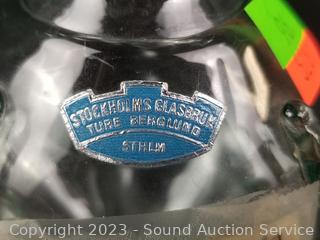 STOCKHOLMS GLASBRUK
TURE BERGLUND
STHLM
Copyright 2023 - Sound Auction Service